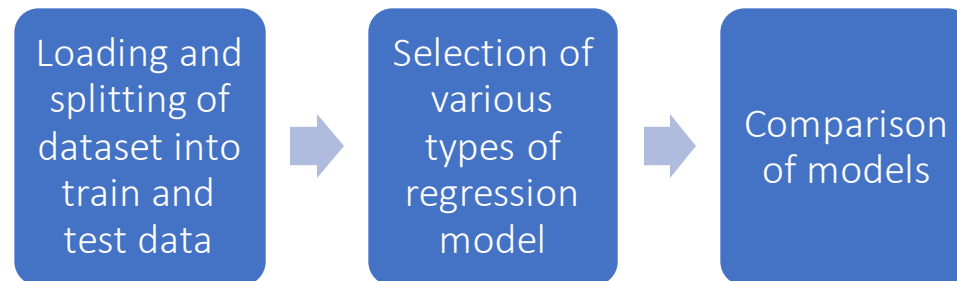 Loading and
splitting of
dataset into
train and
test data
Selection of
various
types of
regression
model
Comparison
of models